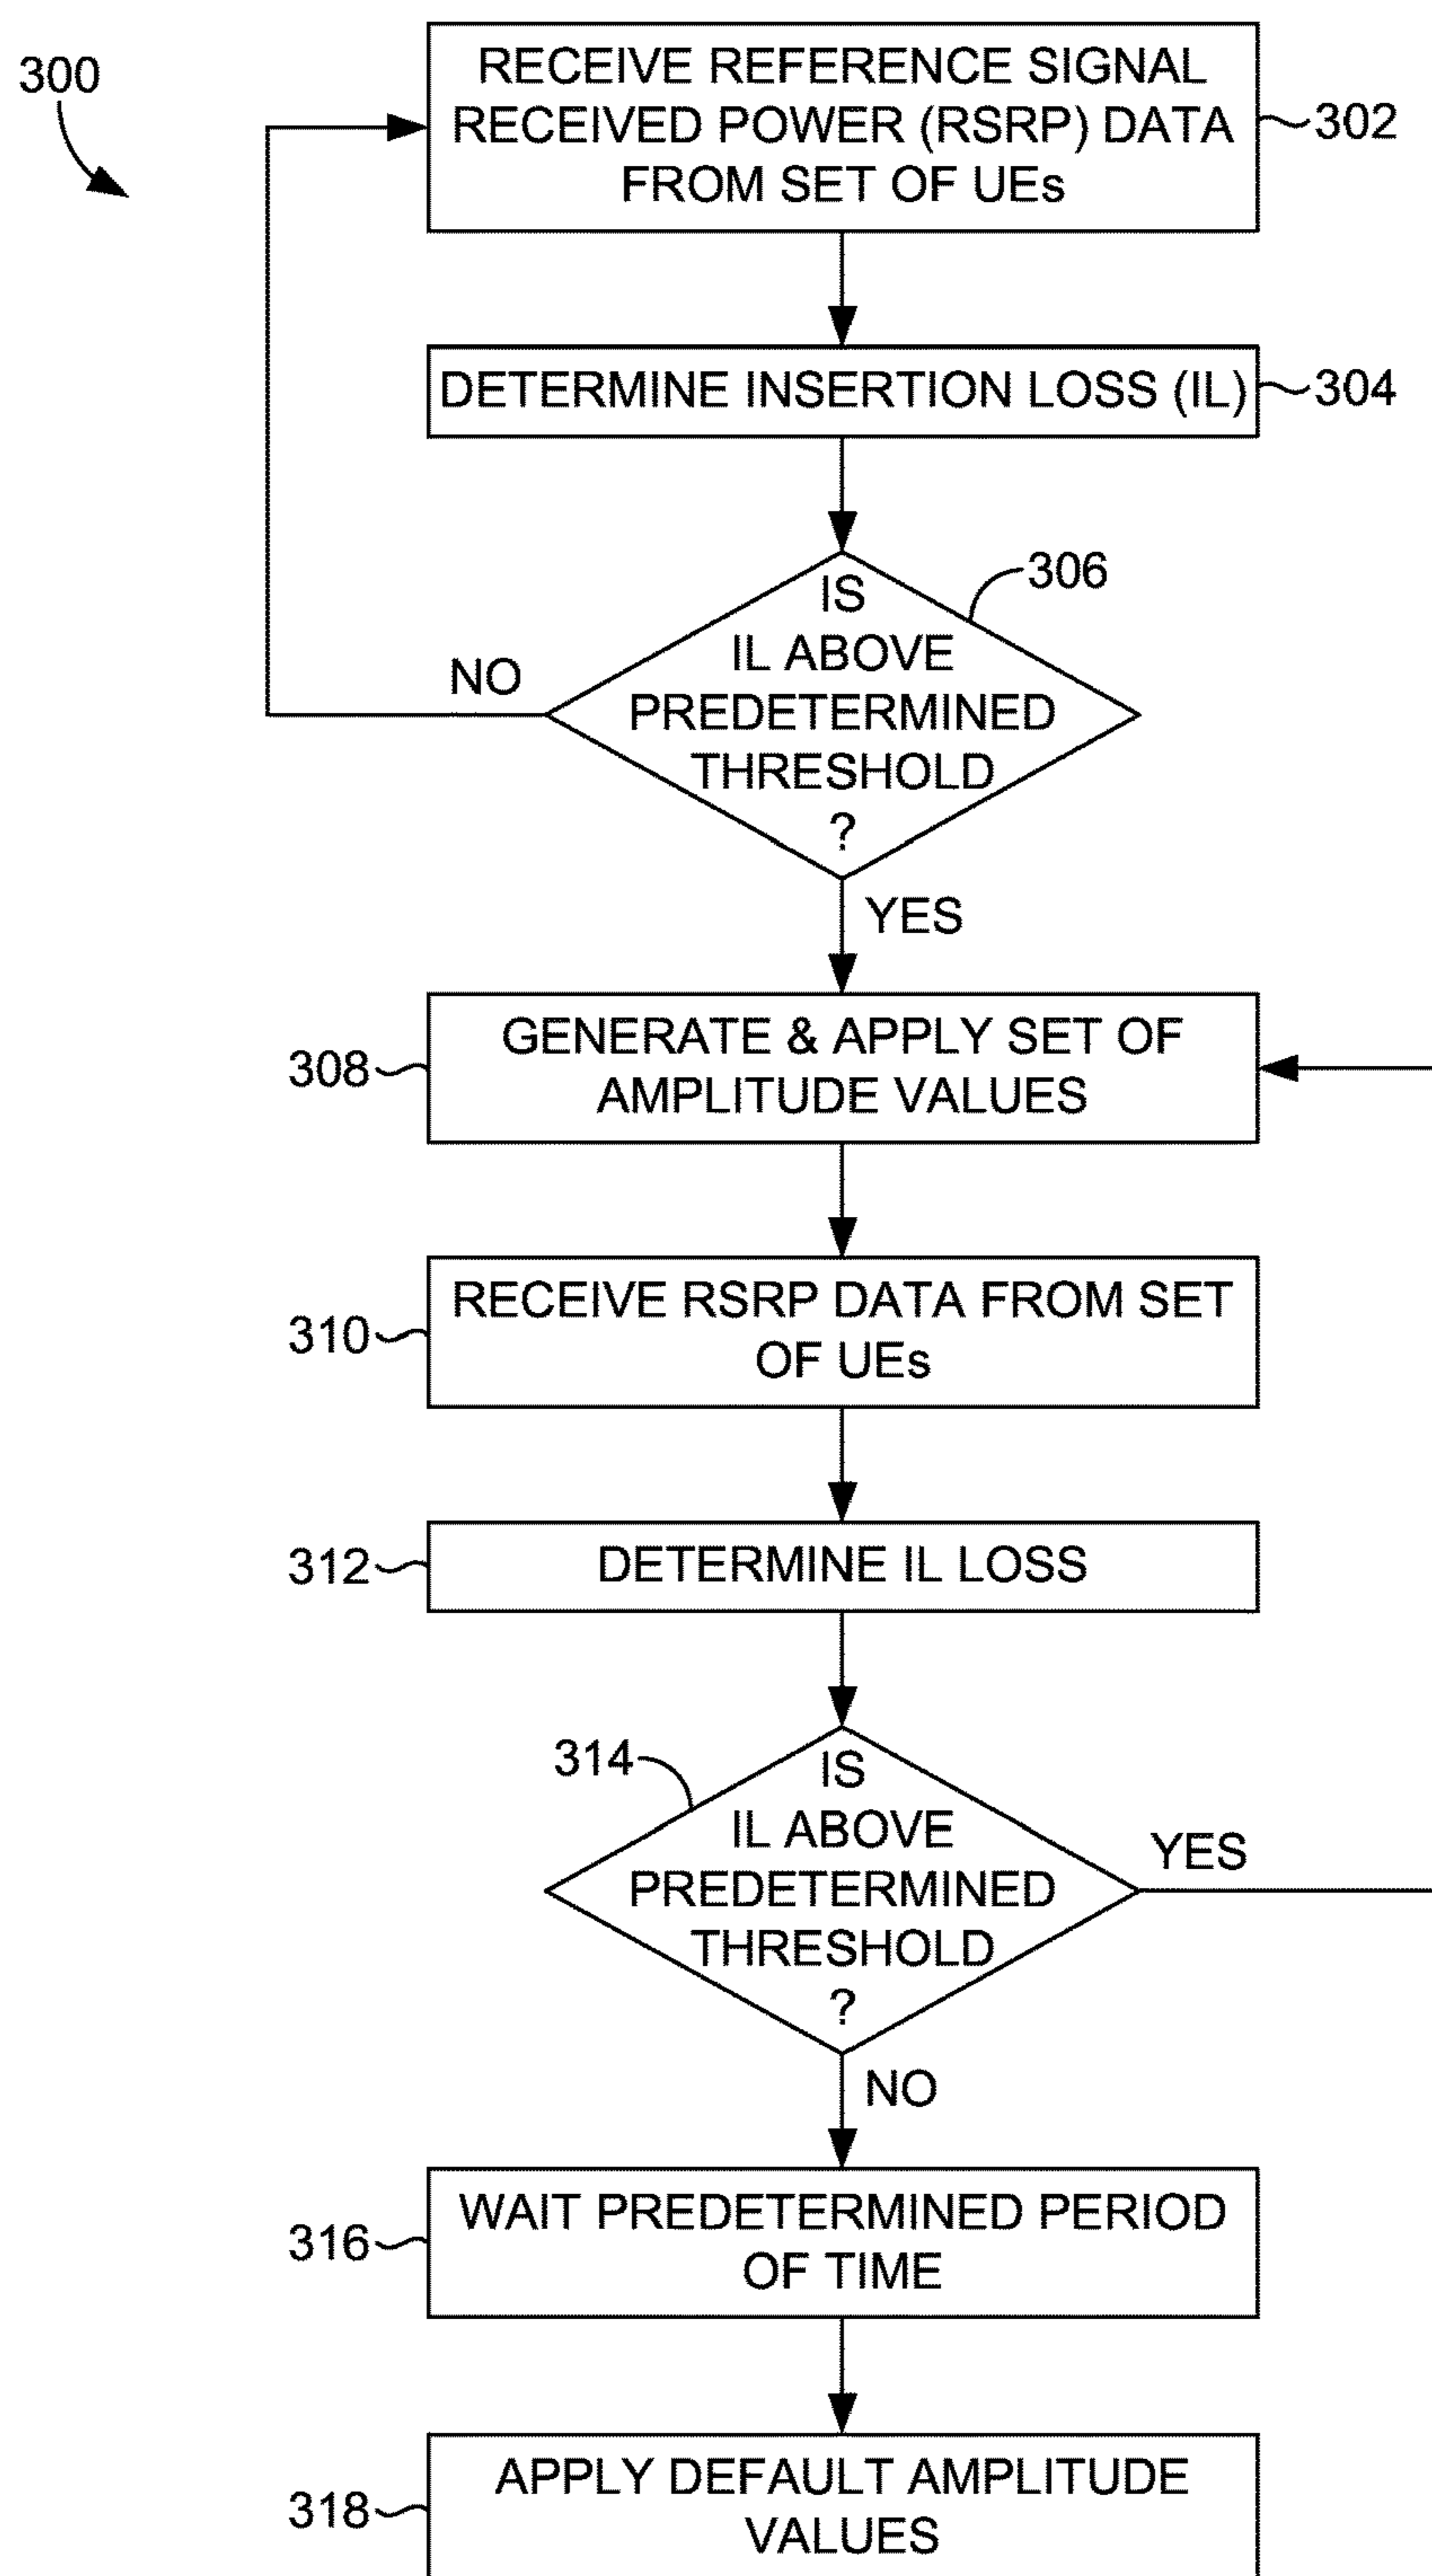 300
RECEIVE REFERENCE SIGNAL
RECEIVED POWER (RSRP) DATA
FROM SET OF UEs
302
DETERMINE INSERTION LOSS (IL)
304
IS
IL ABOVE
PREDETERMINED
THRESHOLD
?
306
NO
YES
GENERATE & APPLY SET OF
AMPLITUDE VALUES
308
RECEIVE RSRP DATA FROM SET
OF UEs
310
DETERMINE IL LOSS
312
IS
IL ABOVE
PREDETERMINED
THRESHOLD
?
314
YES
NO
WAIT PREDETERMINED PERIOD
OF TIME
316
APPLY DEFAULT AMPLITUDE
VALUES
318